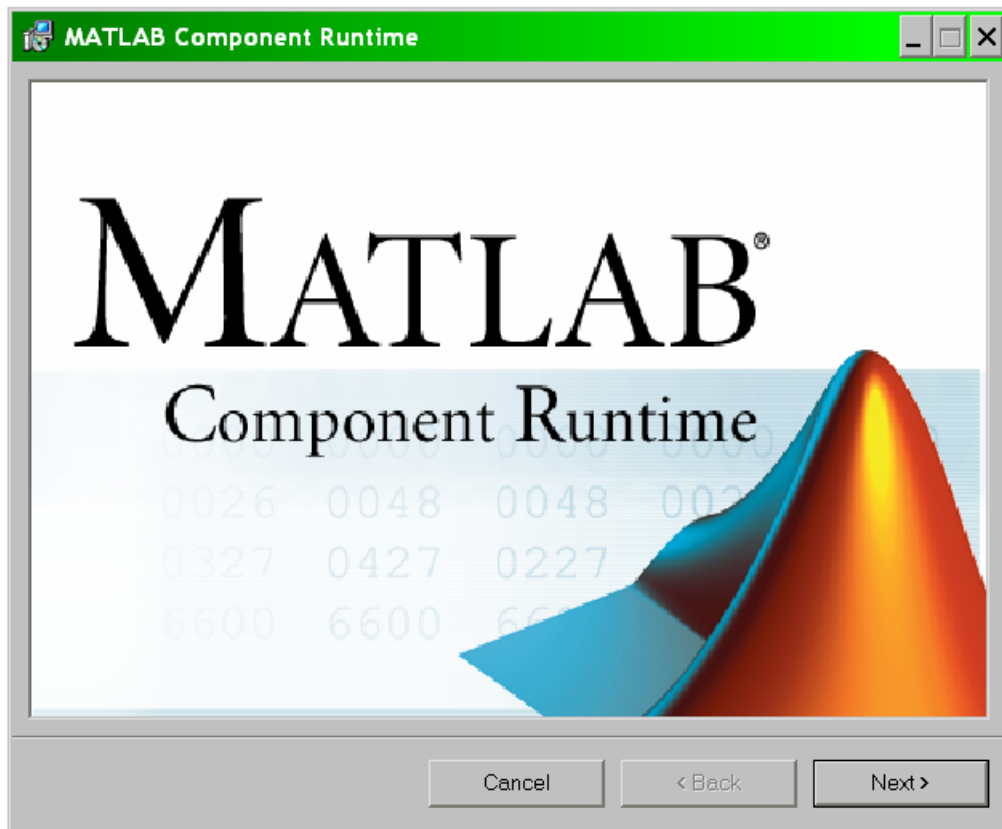 MATLAB Component Runtime
MATLAB®
Component Runtime
0026 0048 0048
0327 0427 0227
6600 6600
Cancel < Back Next >